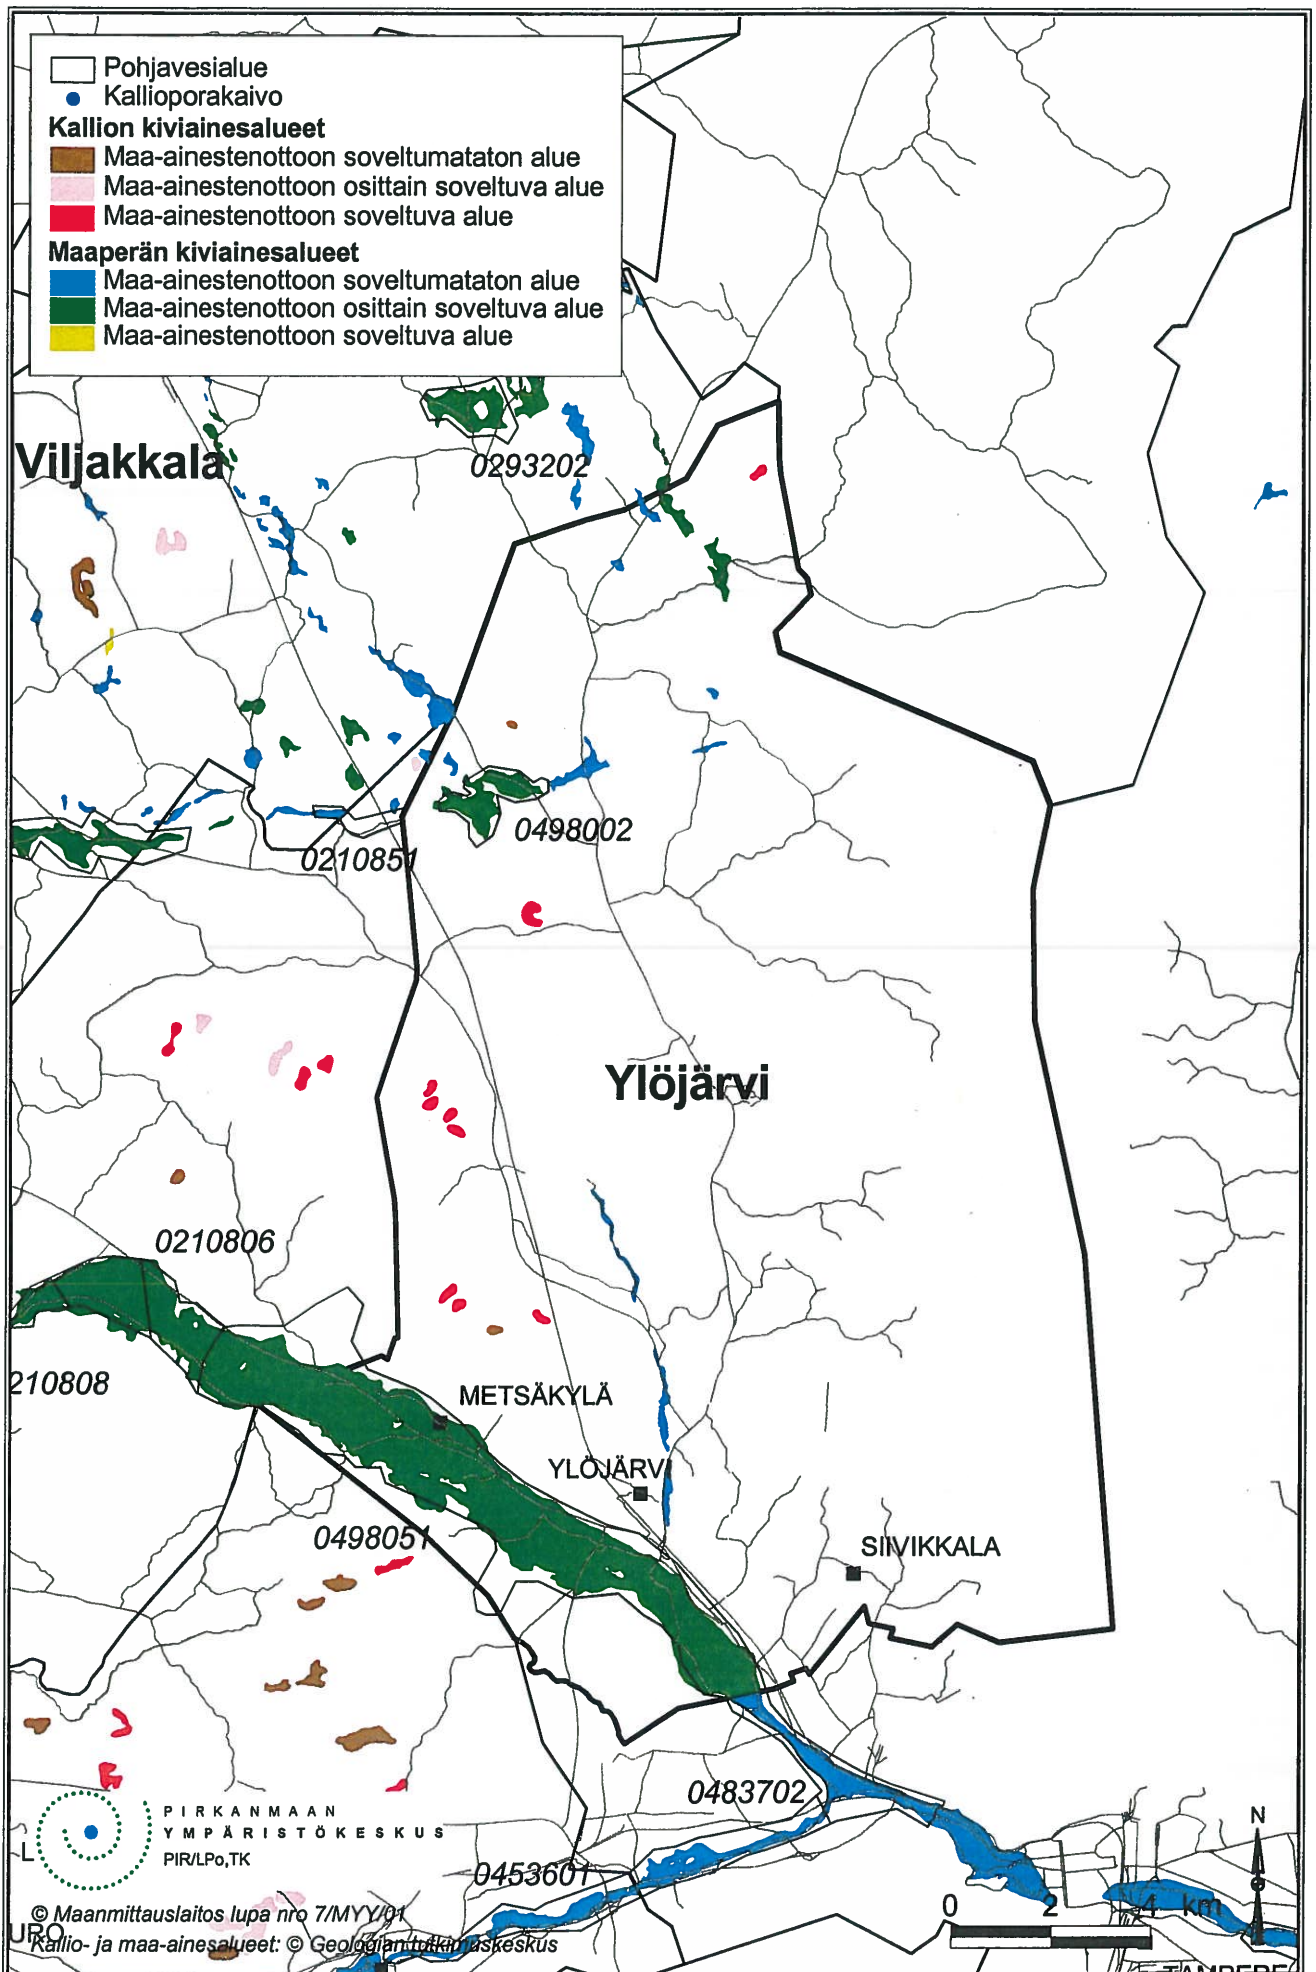 Pohjavesialue
Kallioporakaivo
Kallion kiviainesalueet
Maa-ainestenottoon soveltumataton alue
Maa-ainestenottoon osittain soveltuva alue
Maa-ainestenottoon soveltuva alue
Maaperän kiviainesalueet
Maa-ainestenottoon soveltumataton alue
Maa-ainestenottoon osittain soveltuva alue
Maa-ainestenottoon soveltuva alue
Viljakkala
0293202
0498002
0210851
Ylöjärvi
0210806
210808
METSÄKYLÄ
YLÖJÄRVI
0498051
SIIVIKKALA
0483702
PIRKANMAAN
YMPÄRISTÖKESKUS
PIR/LPo,TK
L
0453601
N
0 2 4 km
© Maanmittauslaitos lupa nro 7/MYY/01
URO
Kallio- ja maa-ainesalueet: © Geologian tutkimuskeskus
TAMPERE